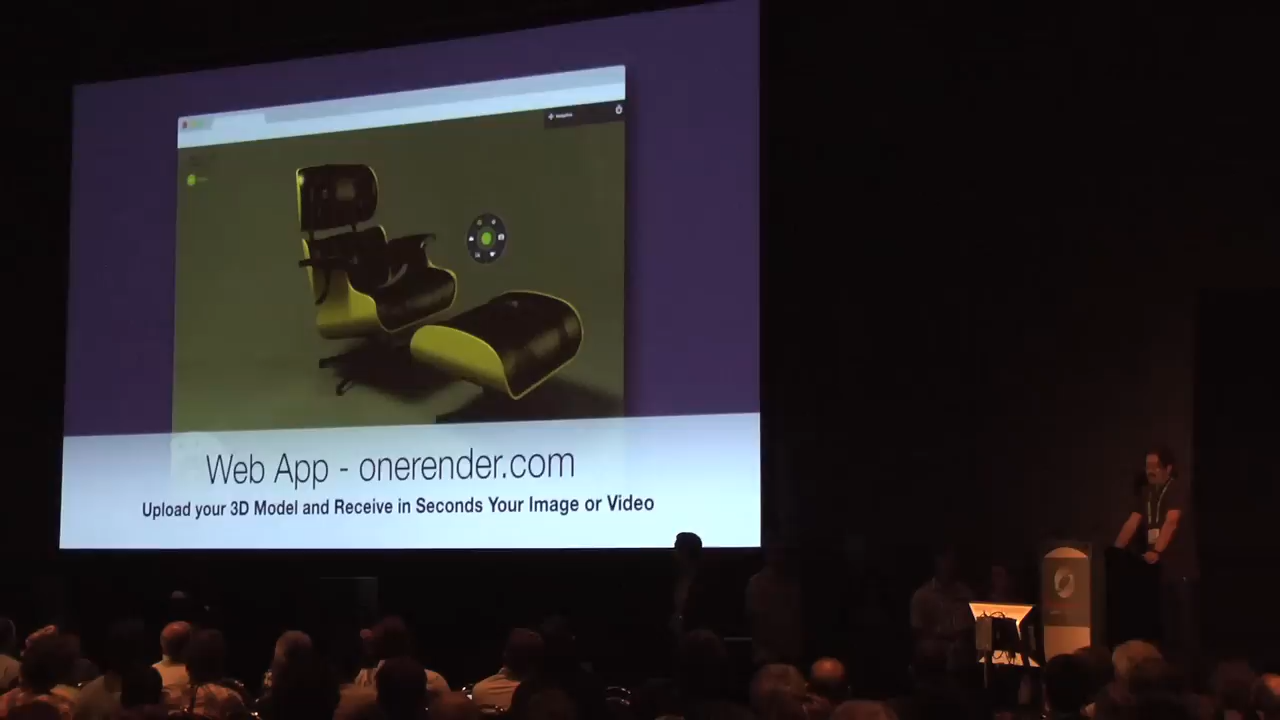 Web App - onerender.com
Upload your 3D Model and Receive in Seconds Your Image or Video